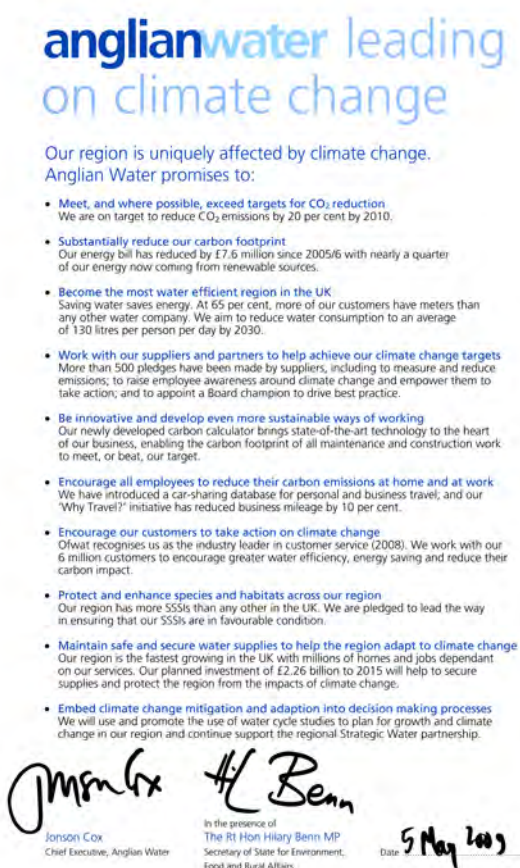 anglianwater leading
on climate change
Our region is uniquely affected by climate change.
Anglian Water promises to:
• Meet, and where possible, exceed targets for CO₂ reduction
We are on target to reduce CO₂ emissions by 20 per cent by 2010.
• Substantially reduce our carbon footprint
Our energy bill has reduced by £7.6 million since 2005/6 with nearly a quarter
of our energy now coming from renewable sources.
• Become the most water efficient region in the UK
Saving water saves energy. At 65 per cent, more of our customers have meters than
any other water company. We aim to reduce water consumption to an average
of 130 litres per person per day by 2030.
• Work with our suppliers and partners to help achieve our climate change targets
More than 500 pledges have been made by suppliers, including to measure and reduce
emissions; to raise employee awareness around climate change and empower them to
take action; and to appoint a Board champion to drive best practice.
• Be innovative and develop even more sustainable ways of working
Our newly developed carbon calculator brings state-of-the-art technology to the heart
of our business, enabling the carbon footprint of all maintenance and construction work
to meet, or beat, our target.
• Encourage all employees to reduce their carbon emissions at home and at work
We have introduced a car-sharing database for personal and business travel; and our
'Why Travel?' initiative has reduced business mileage by 10 per cent.
• Encourage our customers to take action on climate change
Ofwat recognises us as the industry leader in customer service (2008). We work with our
6 million customers to encourage greater water efficiency, energy saving and reduce their
carbon impact.
• Protect and enhance species and habitats across our region
Our region has more SSSIs than any other in the UK. We are pledged to lead the way
in ensuring that our SSSIs are in favourable condition.
• Maintain safe and secure water supplies to help the region adapt to climate change
Our region is the fastest growing in the UK with millions of homes and jobs dependant
on our services. Our planned investment of £2.26 billion to 2015 will help to secure
supplies and protect the region from the impacts of climate change.
• Embed climate change mitigation and adaption into decision making processes
We will use and promote the use of water cycle studies to plan for growth and climate
change in our region and continue support the regional Strategic Water partnership.
Jonson Cox
Hil Benn
Jonson Cox
Chief Executive, Anglian Water
In the presence of
The Rt Hon Hilary Benn MP
Secretary of State for Environment,
Food and Rural Affairs
Date 5 May 2009